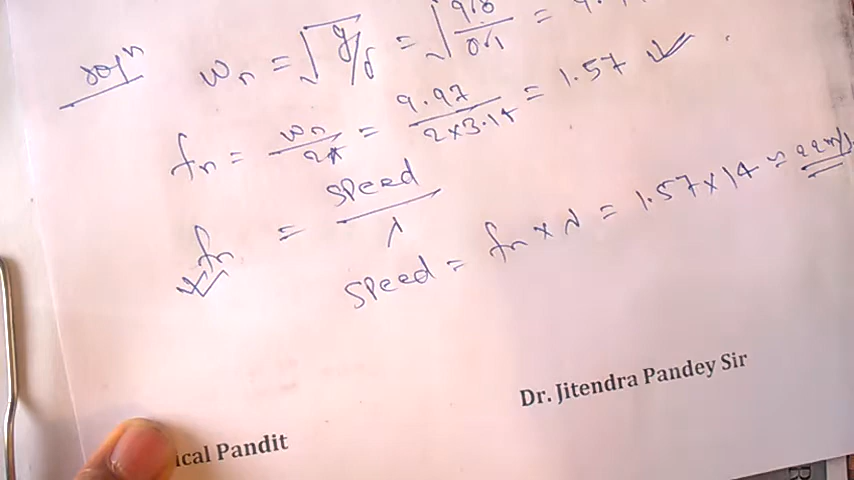 solⁿ ωn = √g/δ = √9.8/0.1 =
fn = ωn/2π = 9.97/2×3.14 = 1.57
fn = speed/λ
speed = fn × λ = 1.57×14 = 22 m/s
Dr. Jitendra Pandey Sir
ical Pandit